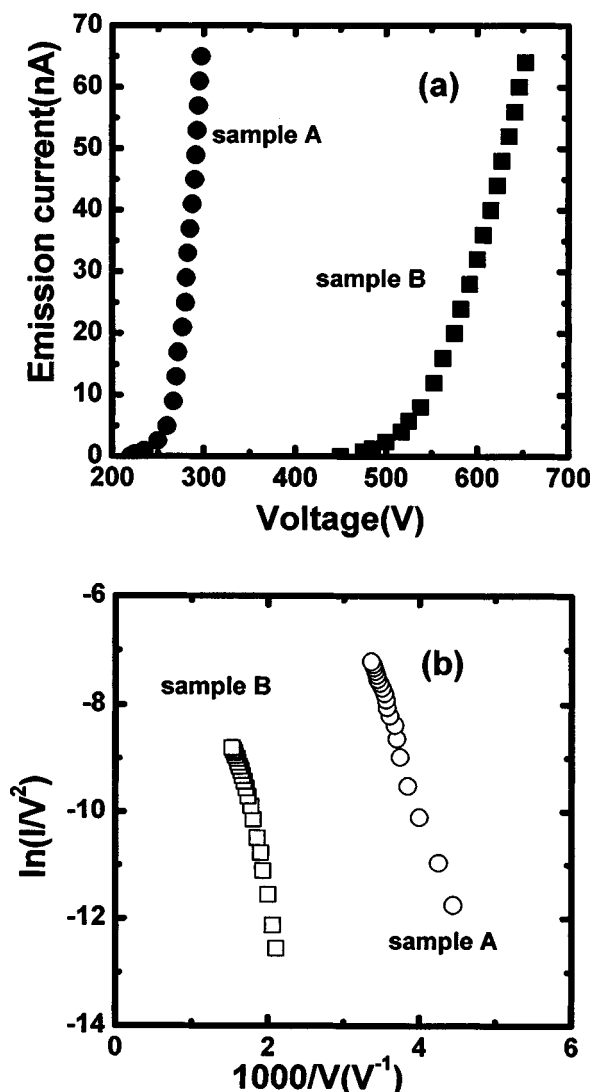 70
60
50
40
30
20
10
0
Emission current(nA)
(a)
sample A
sample B
200 300 400 500 600 700
Voltage(V)
-6
-8
-10
-12
-14
ln(I/V²)
(b)
sample B
sample A
0 2 4 6
1000/V(V⁻¹)